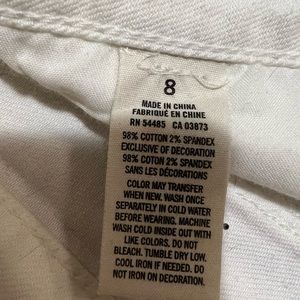 8
MADE IN CHINA
FABRIQUÉ EN CHINE
RN 54485 CA 03873
98% COTTON 2% SPANDEX
EXCLUSIVE OF DECORATION
98% COTTON 2% SPANDEX
SANS LES DÉCORATIONS
COLOR MAY TRANSFER
WHEN NEW. WASH ONCE
SEPARATELY IN COLD WATER
BEFORE WEARING. MACHINE
WASH COLD INSIDE OUT WITH
LIKE COLORS. DO NOT
BLEACH. TUMBLE DRY LOW.
COOL IRON IF NEEDED. DO
NOT IRON ON DECORATION.